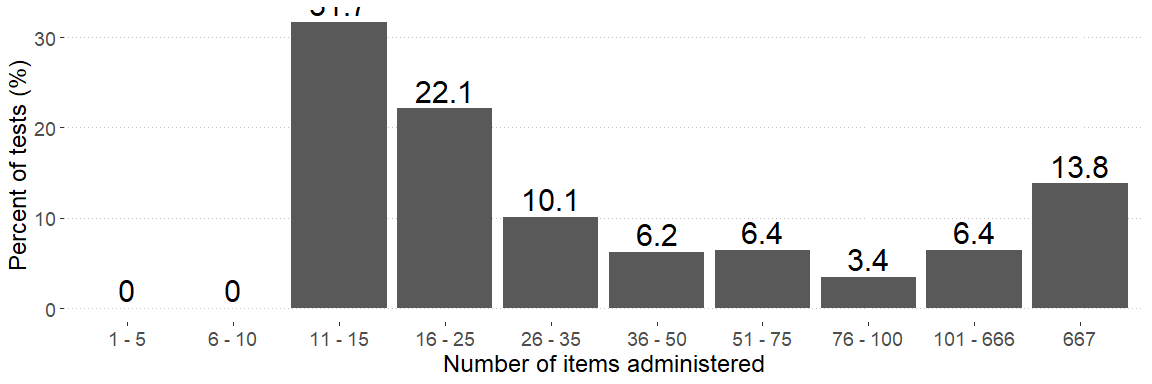 31.7
30
22.1
20
13.8
10.1
10
6.2
6.4
3.4
6.4
0
0
0
1 - 5
6 - 10
11 - 15
16 - 25
26 - 35
36 - 50
51 - 75
76 - 100
101 - 666
667
Number of items administered
Percent of tests (%)